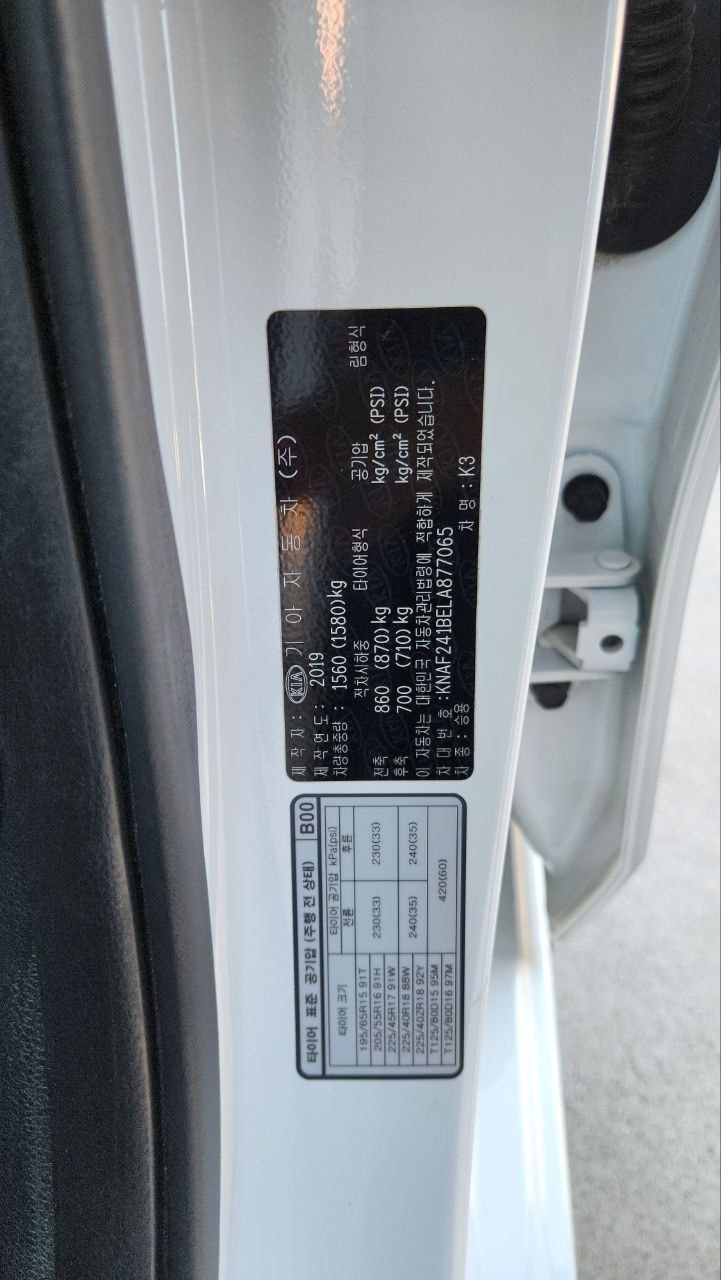 제 작 자 : KIA 기 아 자 동 차 (주)
제 작 연 도 : 2019
차량총중량 : 1560 (1580)kg
적차시하중 타이어형식 공기압 림형식
전축 860 (870)kg kg/cm² (PSI)
후축 700 (710)kg kg/cm² (PSI)
이 자동차는 대한민국 자동차관리법령에 적합하게 제작되었습니다.
차 대 번 호 : KNAF241BELA877065
차 종 : 승용 차 명 : K3
타이어 표준 공기압 (주행 전 상태) B00
타이어 크기 타이어 공기압 kPa(psi)
전륜 후륜
195/65R15 91T
205/55R16 91H 230(33) 230(33)
225/45R17 91W
225/40R18 88W 240(35) 240(35)
225/40ZR18 92Y
T125/80D15 95M 420(60)
T125/80D16 97M